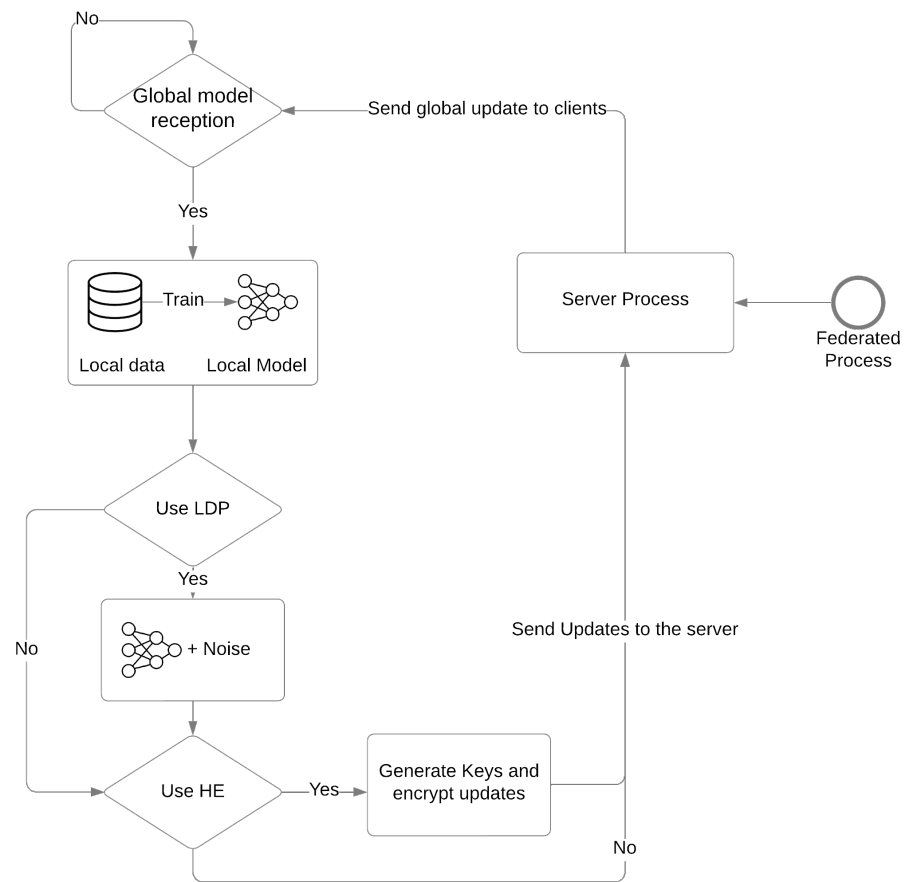 No
Global model
reception
Send global update to clients
Yes
Train
Local data
Local Model
Server Process
Federated
Process
Use LDP
Yes
No
+ Noise
Send Updates to the server
Use HE
Yes
Generate Keys and
encrypt updates
No